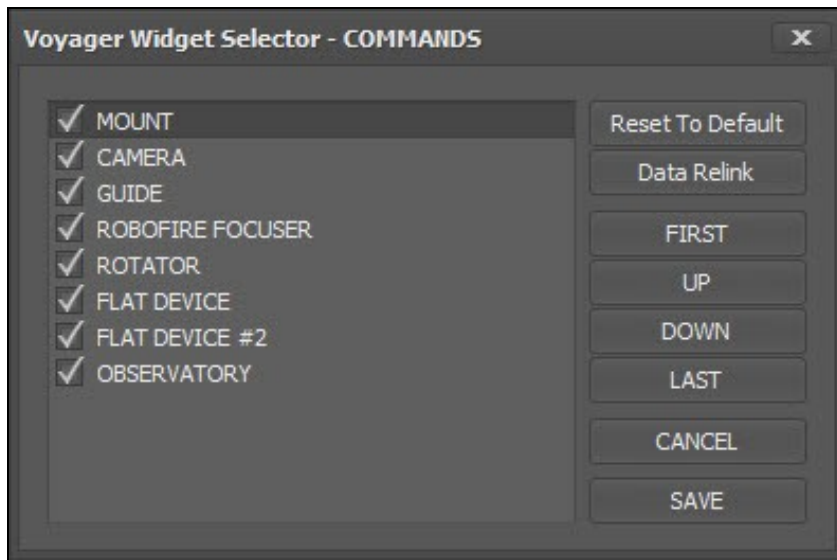 Voyager Widget Selector - COMMANDS
MOUNT
CAMERA
GUIDE
ROBOFIRE FOCUSER
ROTATOR
FLAT DEVICE
FLAT DEVICE #2
OBSERVATORY
Reset To Default
Data Relink
FIRST
UP
DOWN
LAST
CANCEL
SAVE